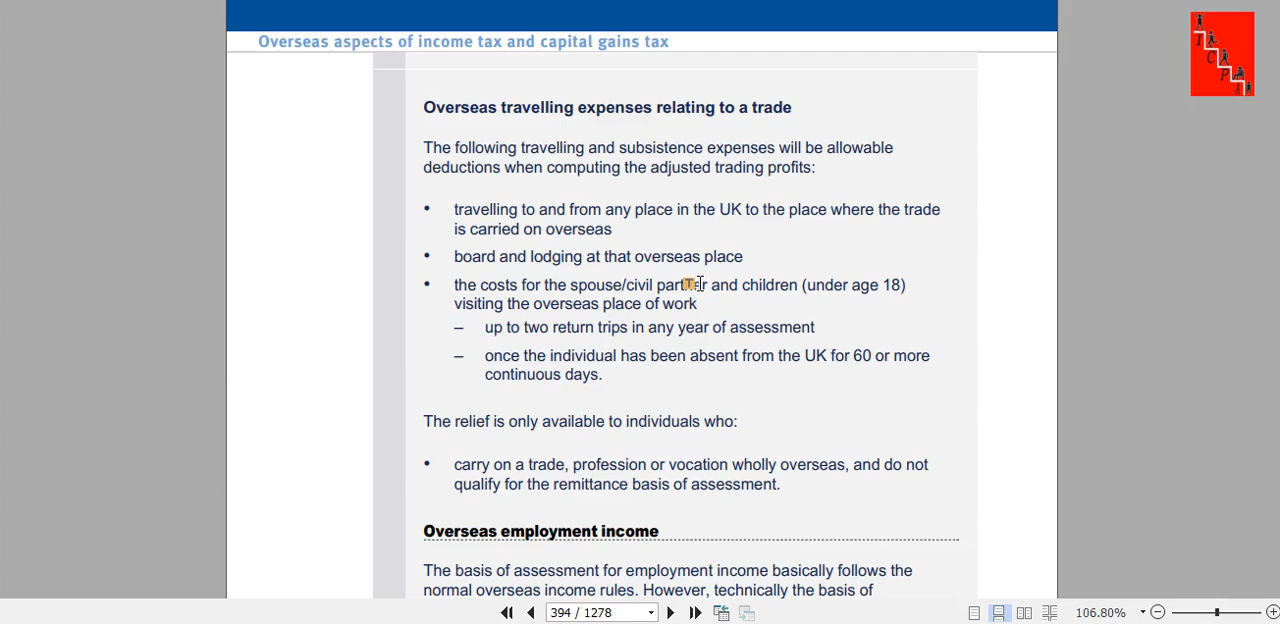 Overseas aspects of income tax and capital gains tax
I
C
P
A
Overseas travelling expenses relating to a trade
The following travelling and subsistence expenses will be allowable
deductions when computing the adjusted trading profits:
• travelling to and from any place in the UK to the place where the trade
is carried on overseas
• board and lodging at that overseas place
• the costs for the spouse/civil partner and children (under age 18)
visiting the overseas place of work
– up to two return trips in any year of assessment
– once the individual has been absent from the UK for 60 or more
continuous days.
The relief is only available to individuals who:
• carry on a trade, profession or vocation wholly overseas, and do not
qualify for the remittance basis of assessment.
Overseas employment income
The basis of assessment for employment income basically follows the
normal overseas income rules. However, technically the basis of
394 / 1278
106.80%